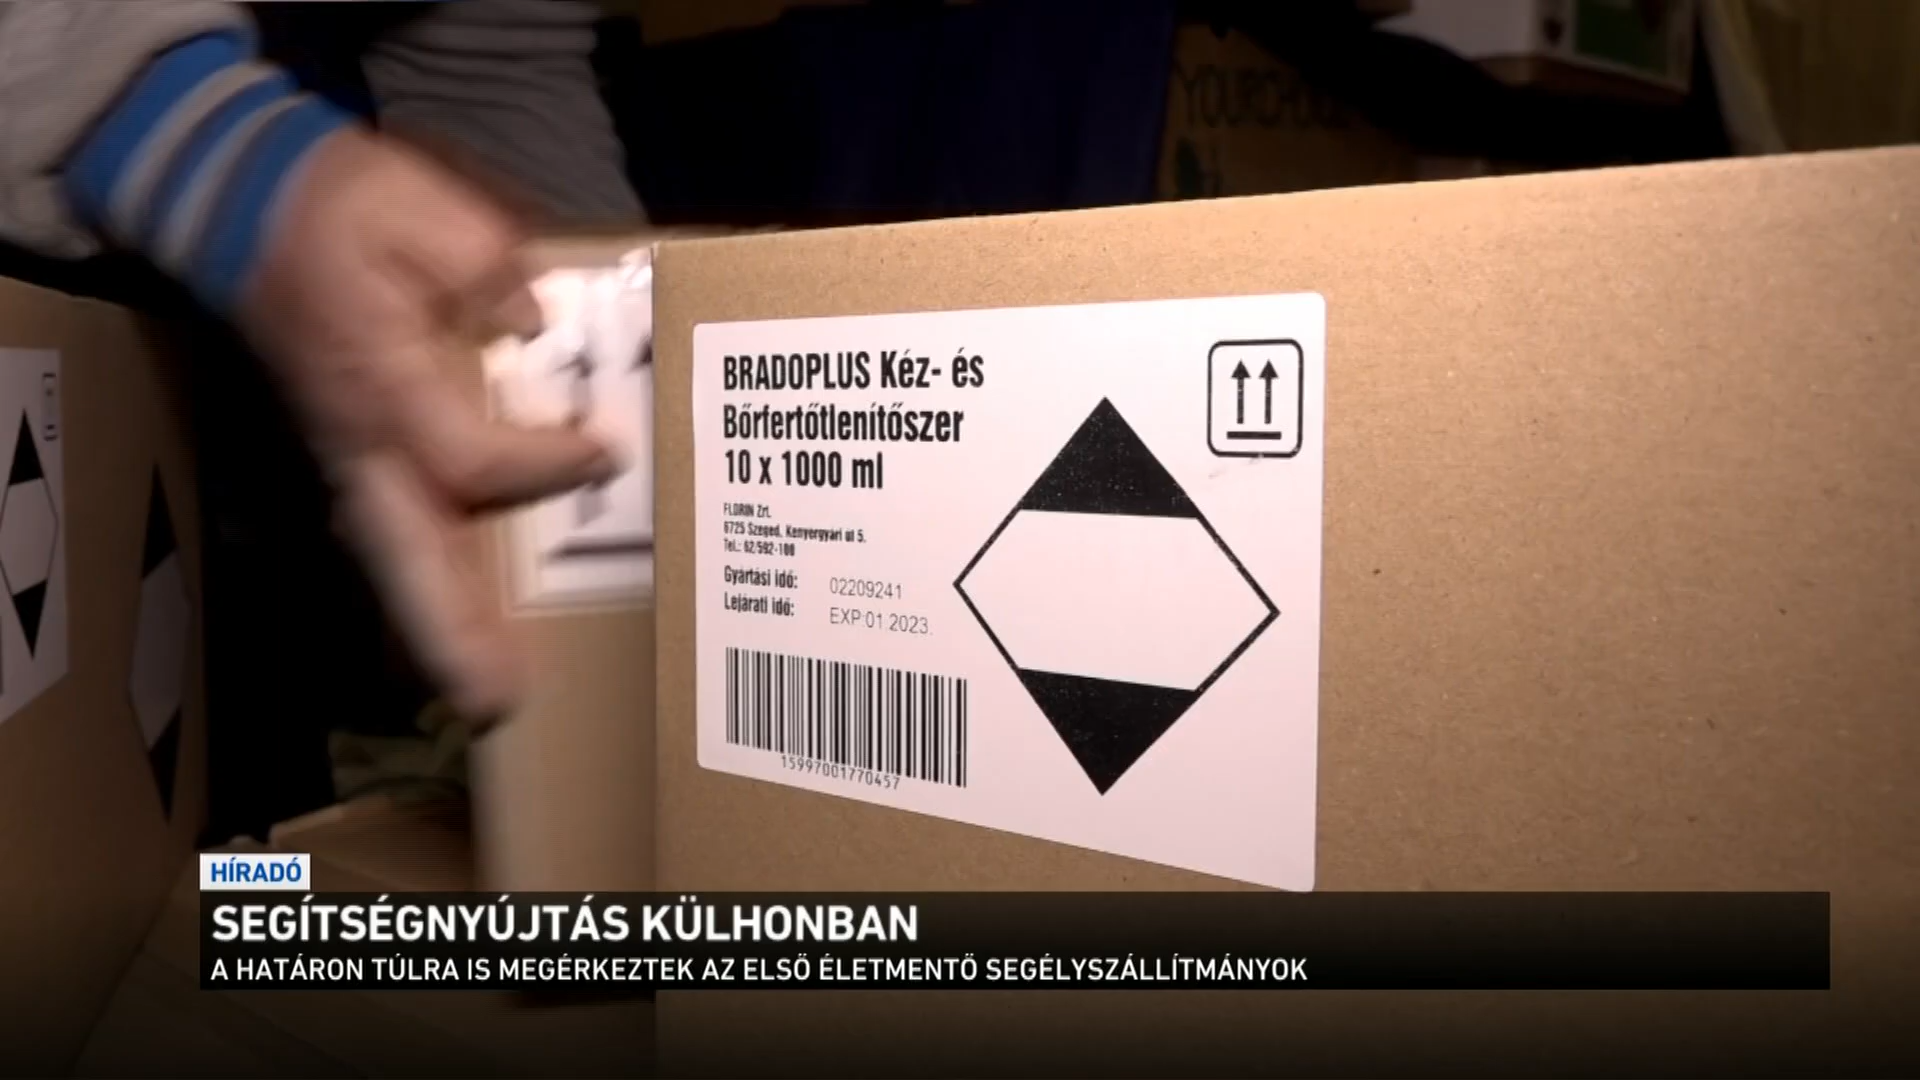 BRADOPLUS Kéz- és
Bőrfertőtlenítőszer
10 x 1000 ml
FLORIN Zrt.
6725 Szeged, Kenyérgyári út 5.
Tel.: 62/592-100
Gyártási idő: 02209241
Lejárati idő: EXP:01.2023.
15997001770457
HÍRADÓ
SEGÍTSÉGNYÚJTÁS KÜLHONBAN
A HATÁRON TÚLRA IS MEGÉRKEZTEK AZ ELSŐ ÉLETMENTŐ SEGÉLYSZÁLLÍTMÁNYOK